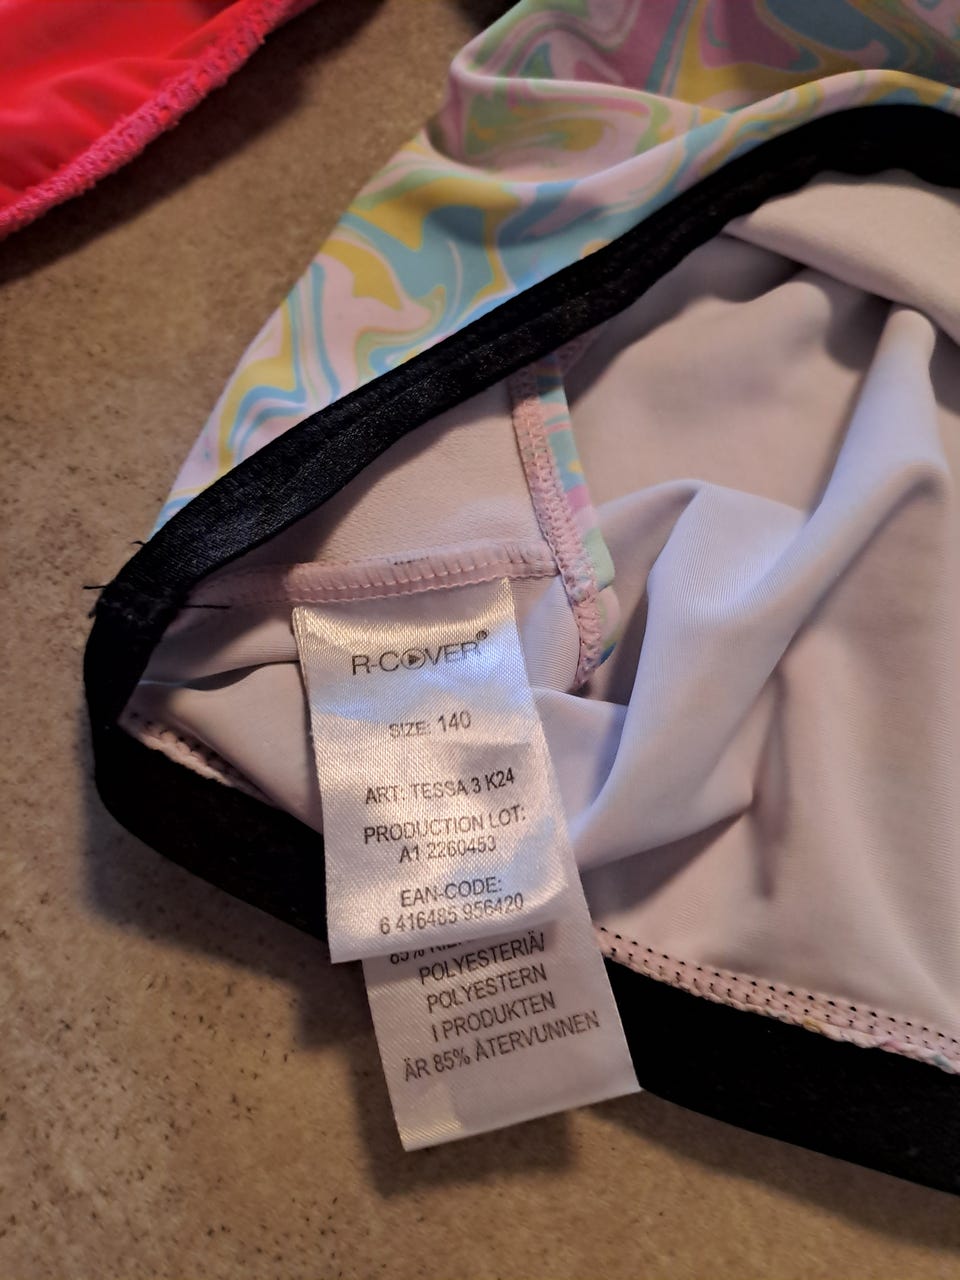 R-COVER®
SIZE: 140
ART: TESSA 3 K24
PRODUCTION LOT:
A1 2260453
EAN-CODE:
6 416485 956420
85%
POLYESTERIÄ/
POLYESTERN
I PRODUKTEN
ÄR 85% ÅTERVUNNEN